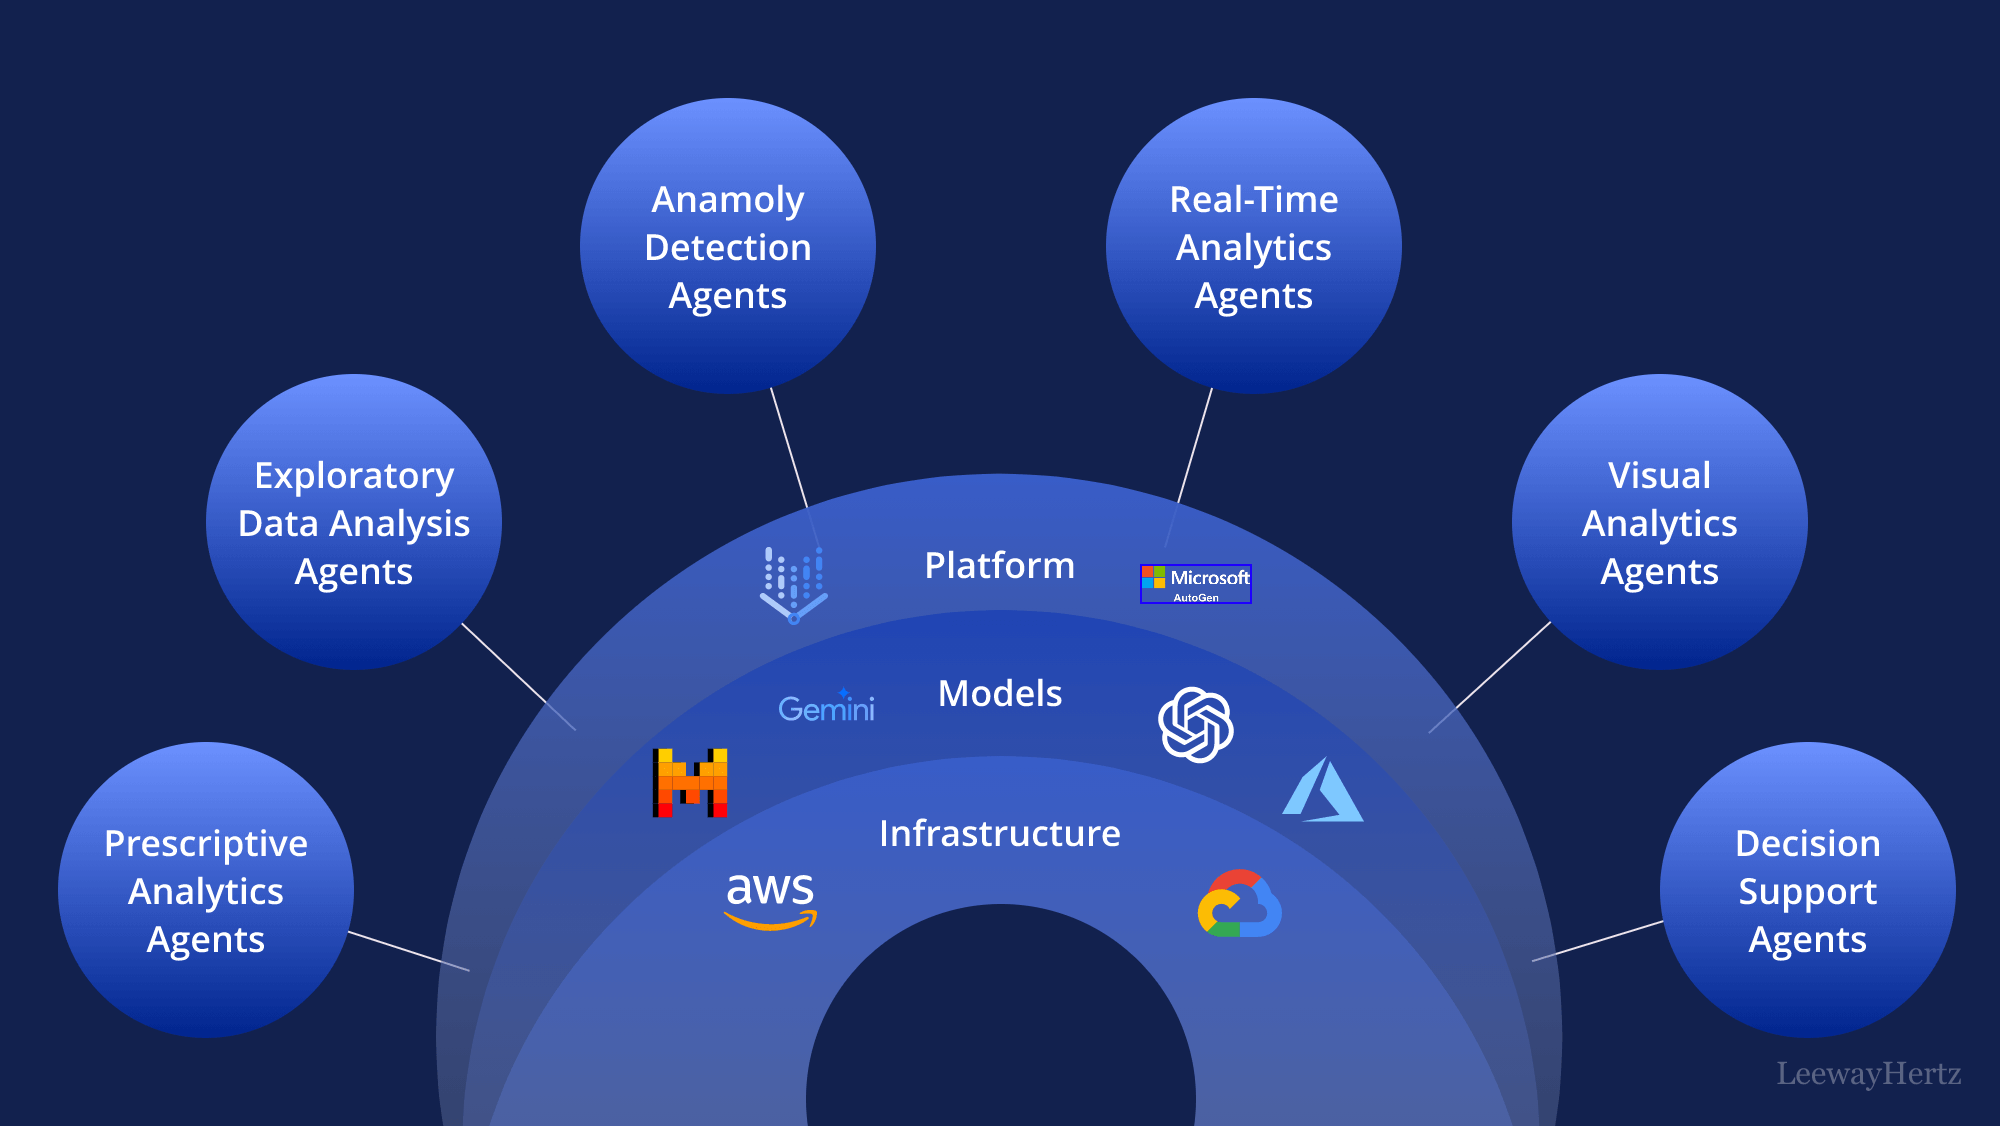 Anamoly
Detection
Agents
Real-Time
Analytics
Agents
Exploratory
Data Analysis
Agents
Visual
Analytics
Agents
Platform
Microsoft
AutoGen
Models
Gemini
Infrastructure
aws
Prescriptive
Analytics
Agents
Decision
Support
Agents
LeewayHertz